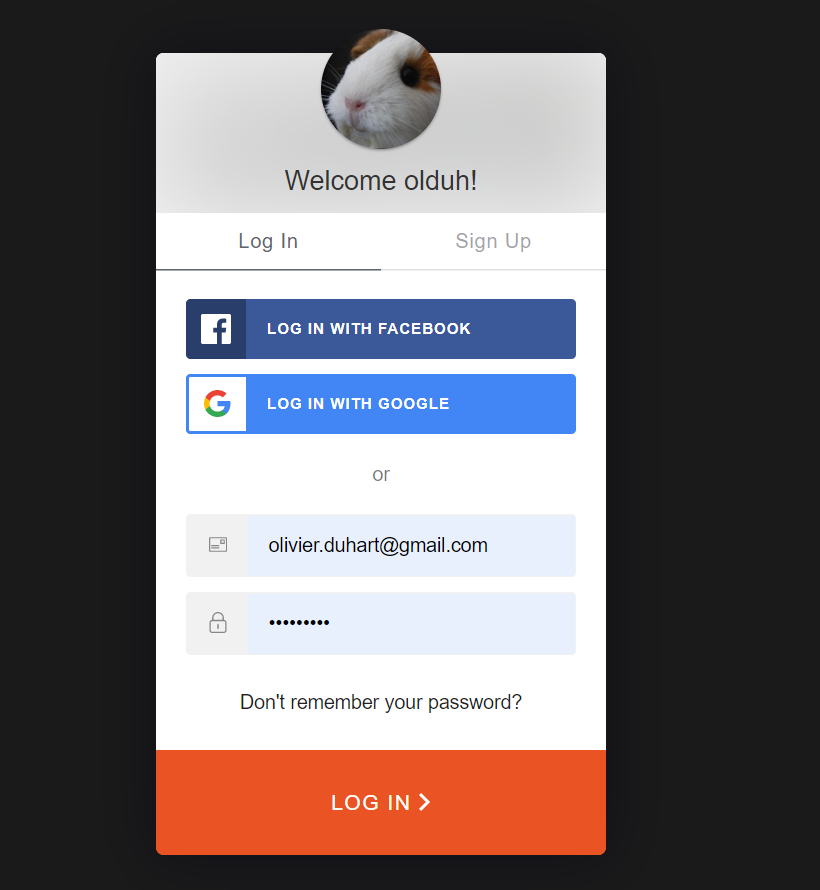 Welcome olduh!
Log In
Sign Up
LOG IN WITH FACEBOOK
LOG IN WITH GOOGLE
or
olivier.duhart@gmail.com
•••••••••
Don't remember your password?
LOG IN